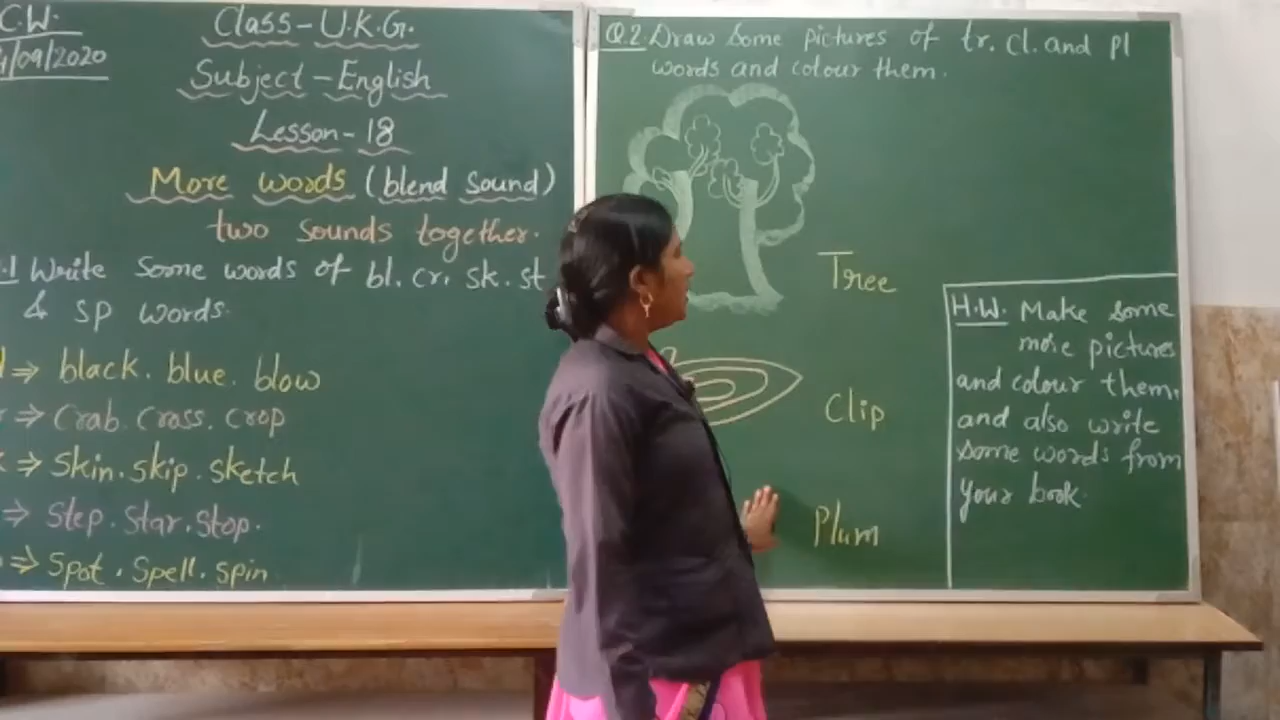 C.W.
/09/2020
Class - U.K.G.
Subject - English
Lesson - 18
More words (blend sound)
two sounds together.
.1 Write Some words of bl. cr. sk. st
& sp words.
⇒ black. blue. blow
⇒ Crab. Cross. Crop
⇒ Skin. skip. sketch
⇒ Step. Star. Stop.
⇒ Spot. Spell. spin
Q.2 Draw Some pictures of tr. cl. and pl
words and colour them.
Tree
Clip
Plum
H.W. Make some
more pictures
and colour them,
and also write
some words from
your book.